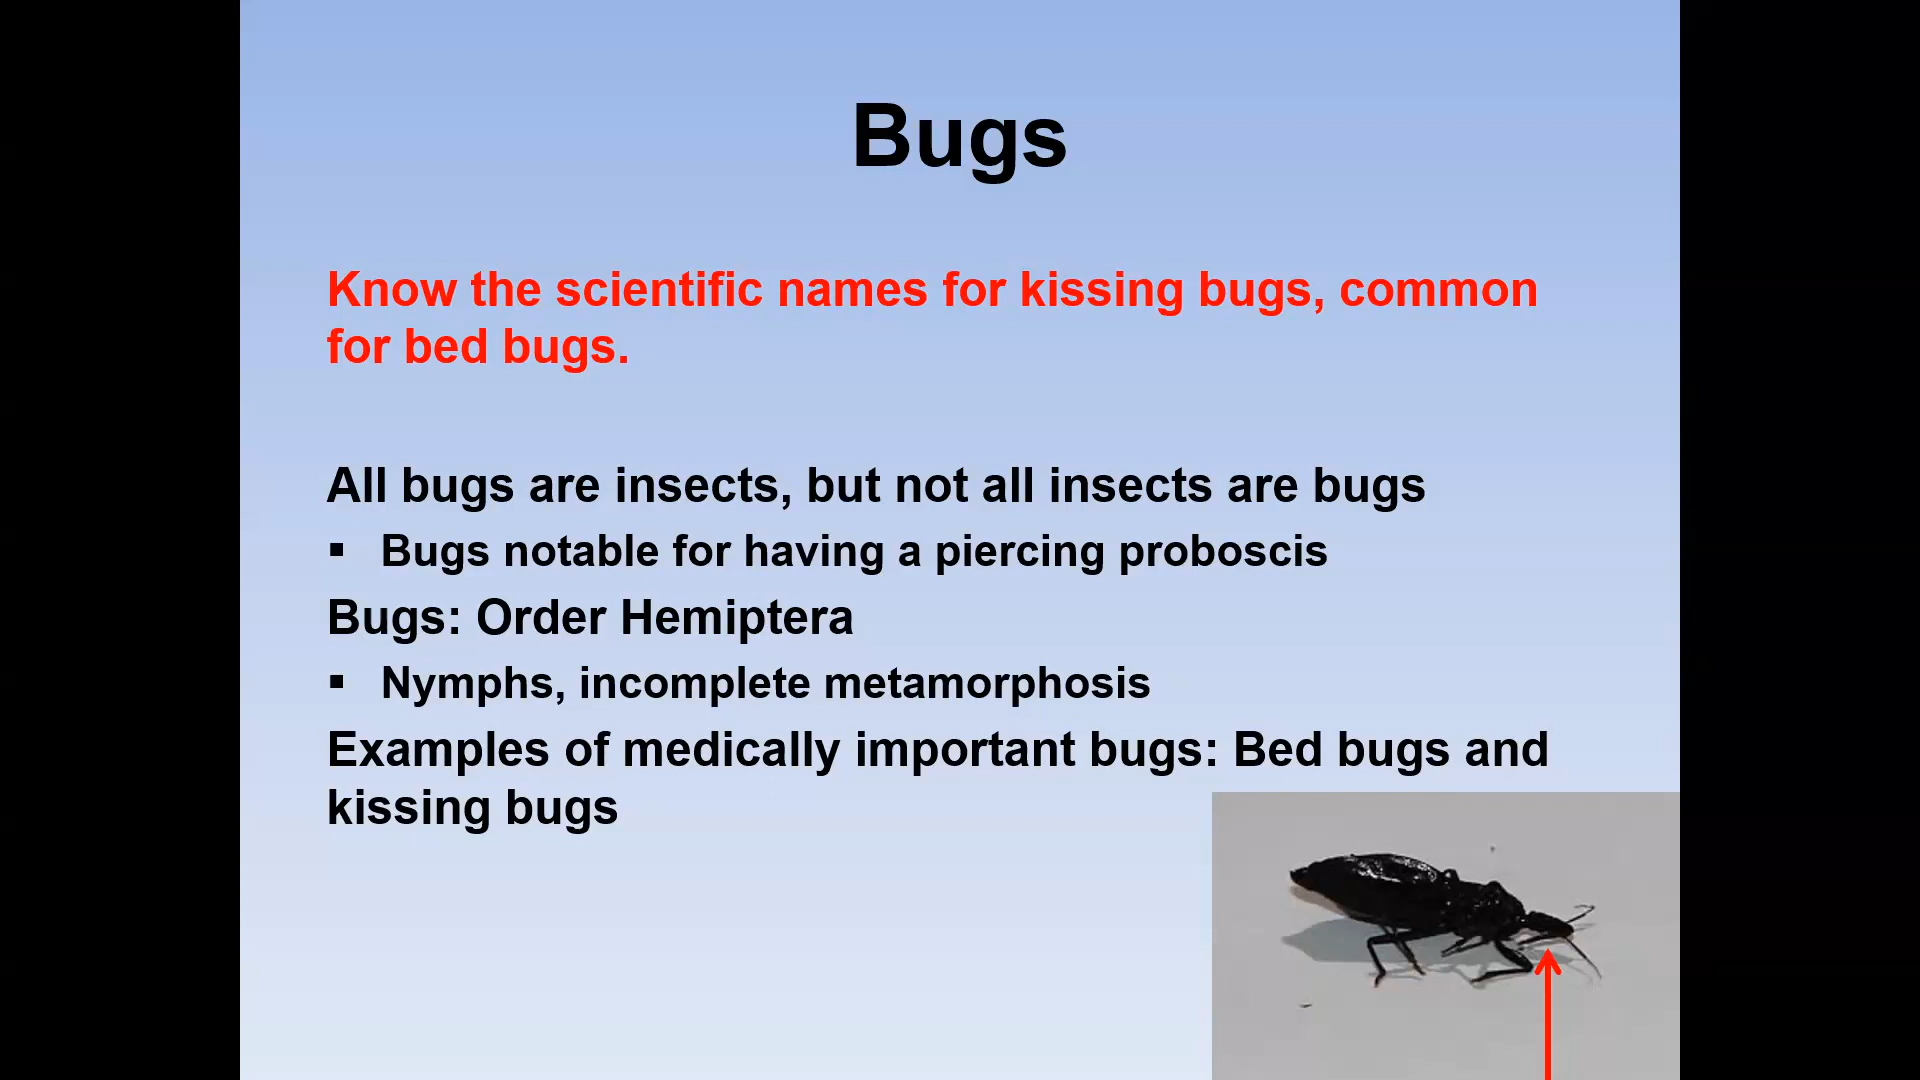 Bugs
Know the scientific names for kissing bugs, common
for bed bugs.
All bugs are insects, but not all insects are bugs
▪ Bugs notable for having a piercing proboscis
Bugs: Order Hemiptera
▪ Nymphs, incomplete metamorphosis
Examples of medically important bugs: Bed bugs and
kissing bugs